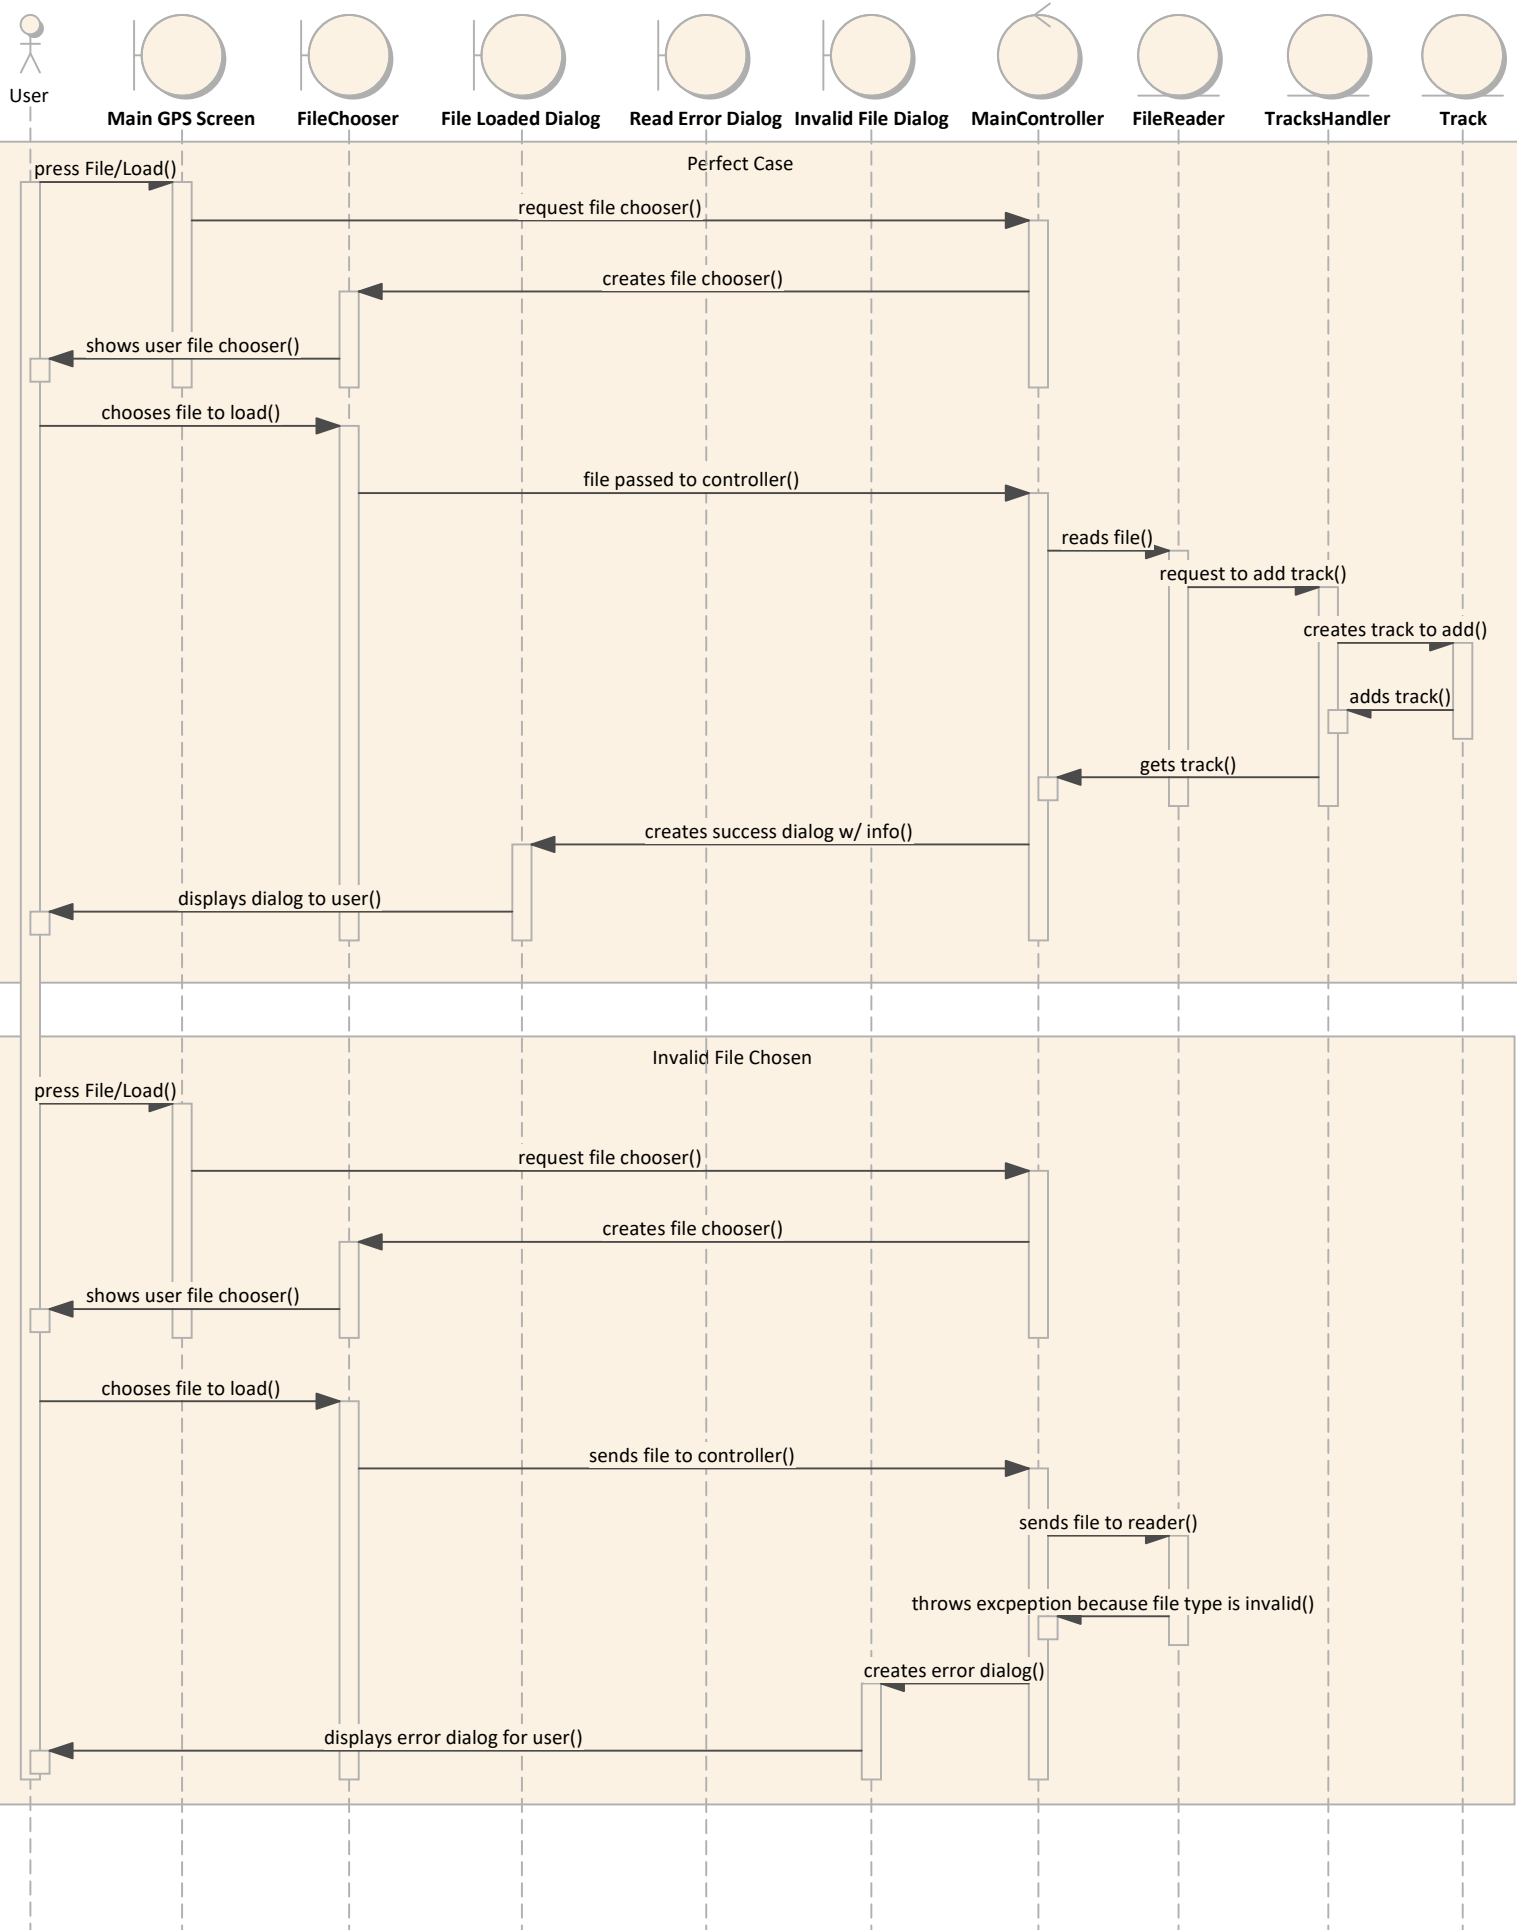 User
Main GPS Screen
FileChooser
File Loaded Dialog
Read Error Dialog
Invalid File Dialog
MainController
FileReader
TracksHandler
Track
Perfect Case
press File/Load()
request file chooser()
creates file chooser()
shows user file chooser()
chooses file to load()
file passed to controller()
reads file()
request to add track()
creates track to add()
adds track()
gets track()
creates success dialog w/ info()
displays dialog to user()
Invalid File Chosen
press File/Load()
request file chooser()
creates file chooser()
shows user file chooser()
chooses file to load()
sends file to controller()
sends file to reader()
throws excpeption because file type is invalid()
creates error dialog()
displays error dialog for user()